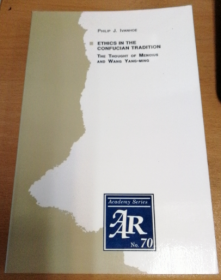 PHILIP J. IVANHOE
ETHICS IN THE
CONFUCIAN TRADITION
THE THOUGHT OF MENCIUS
AND WANG YANG-MING
Academy Series
AAR
No. 70